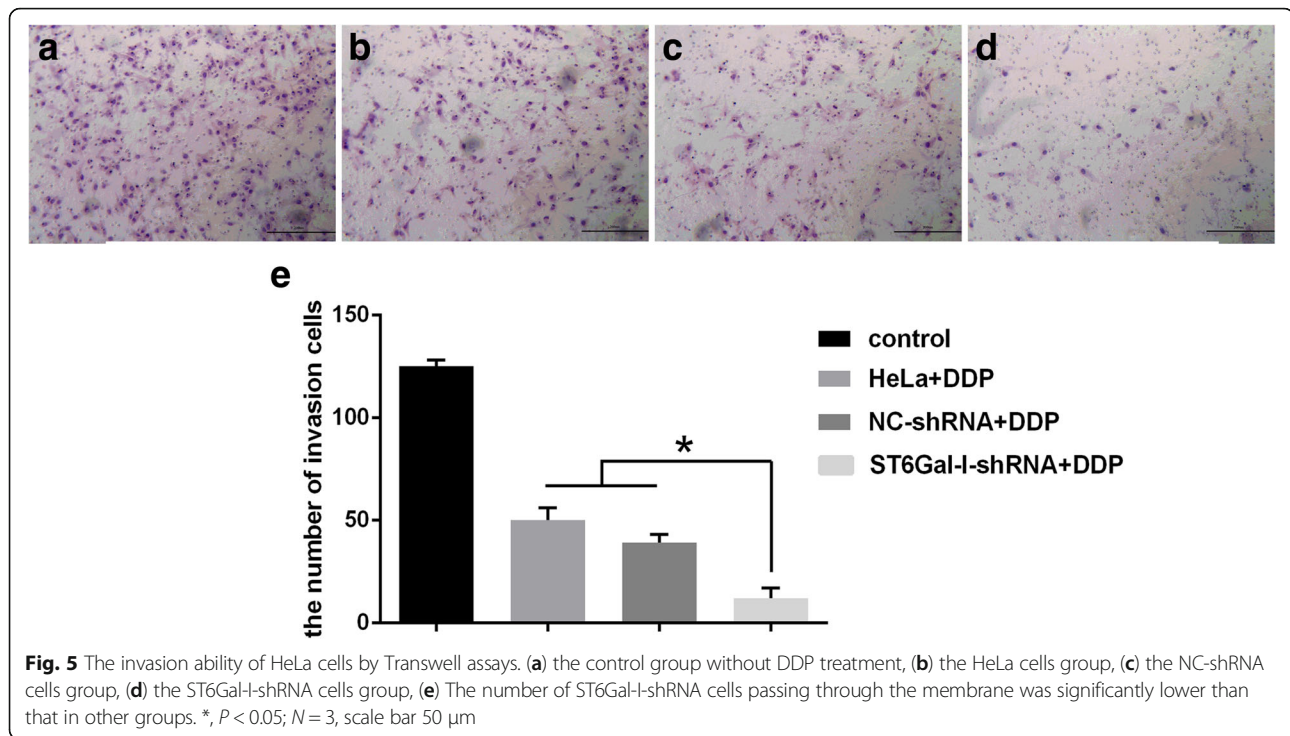 a
b
c
d
e
the number of invasion cells
150
100
50
0
*
control
HeLa+DDP
NC-shRNA+DDP
ST6Gal-I-shRNA+DDP
Fig. 5 The invasion ability of HeLa cells by Transwell assays. (a) the control group without DDP treatment, (b) the HeLa cells group, (c) the NC-shRNA
cells group, (d) the ST6Gal-I-shRNA cells group, (e) The number of ST6Gal-I-shRNA cells passing through the membrane was significantly lower than
that in other groups. *, P < 0.05; N = 3, scale bar 50 μm